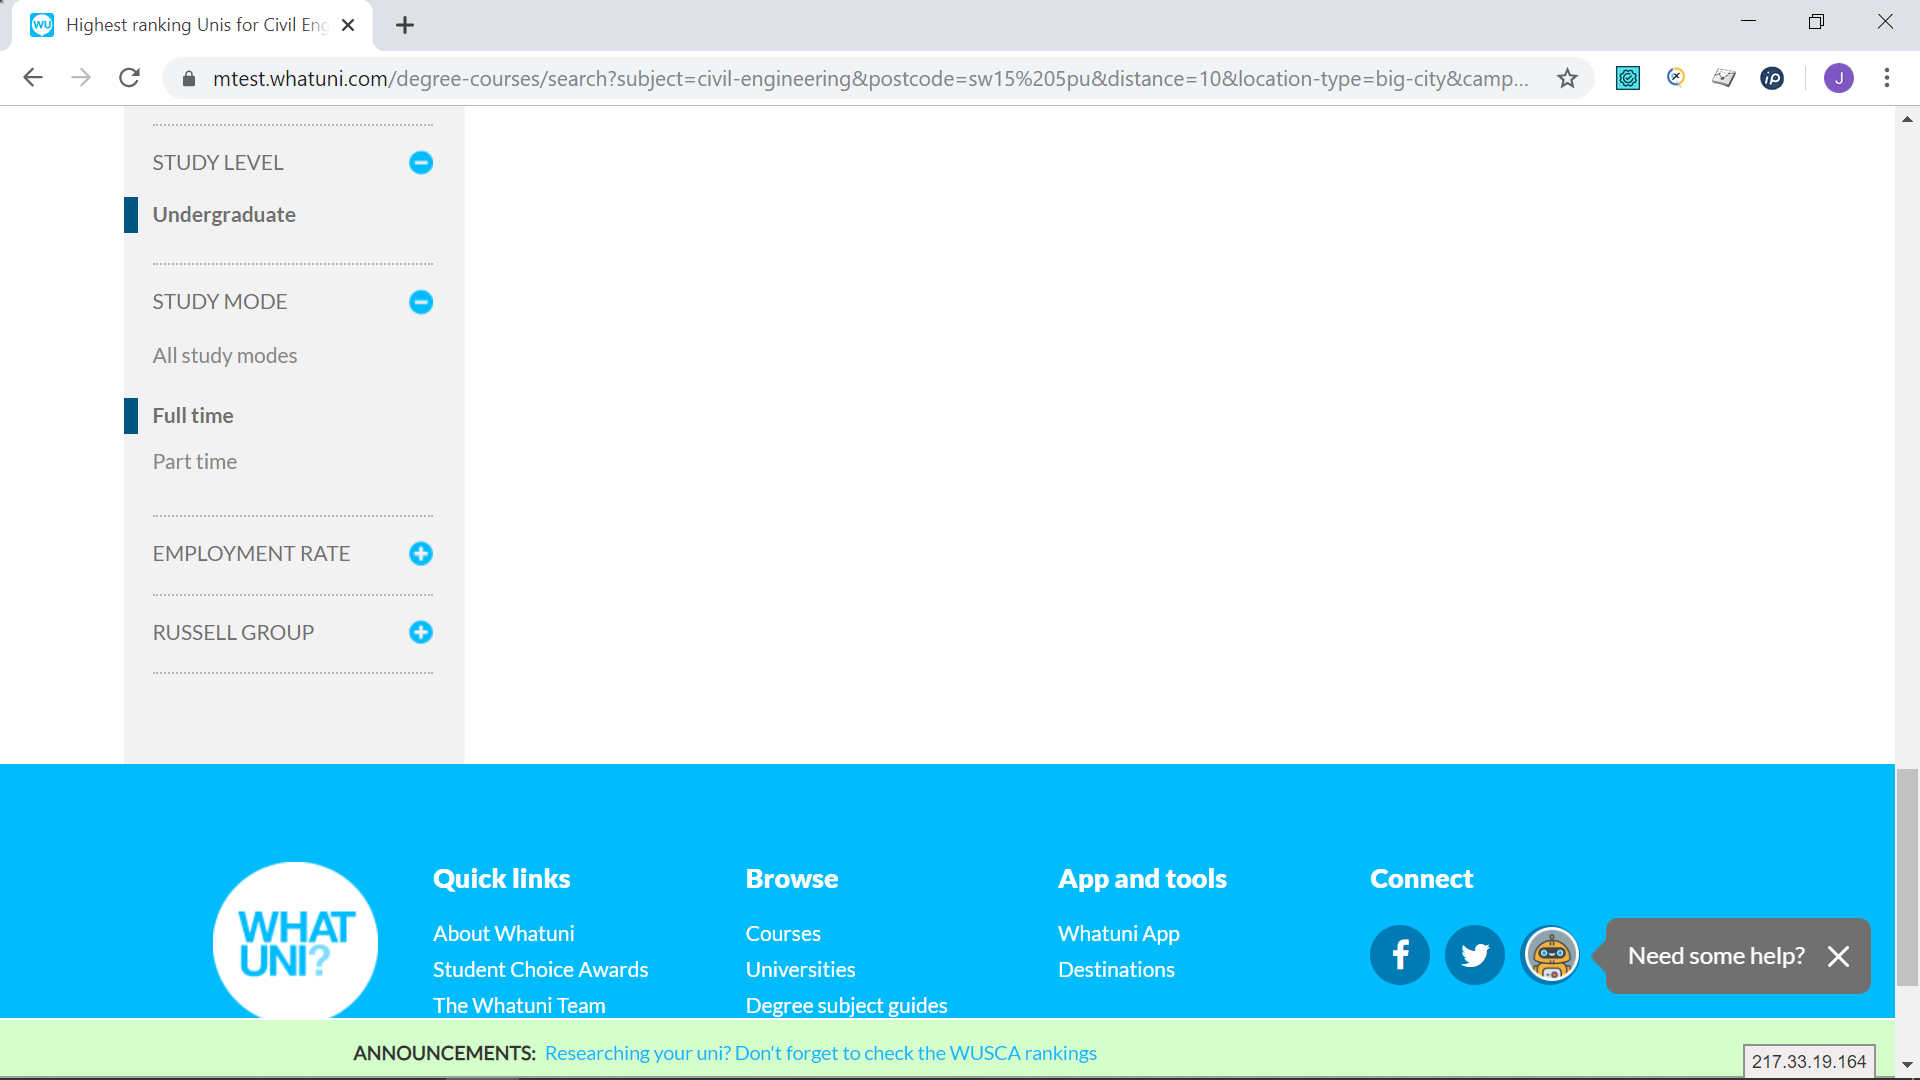 WU Highest ranking Unis for Civil Eng
mtest.whatuni.com/degree-courses/search?subject=civil-engineering&postcode=sw15%205pu&distance=10&location-type=big-city&camp...
ip
J
STUDY LEVEL
Undergraduate
STUDY MODE
All study modes
Full time
Part time
EMPLOYMENT RATE
RUSSELL GROUP
WHAT
UNI?
Quick links
About Whatuni
Student Choice Awards
The Whatuni Team
Browse
Courses
Universities
Degree subject guides
App and tools
Whatuni App
Destinations
Connect
Need some help?
ANNOUNCEMENTS: Researching your uni? Don't forget to check the WUSCA rankings
217.33.19.164